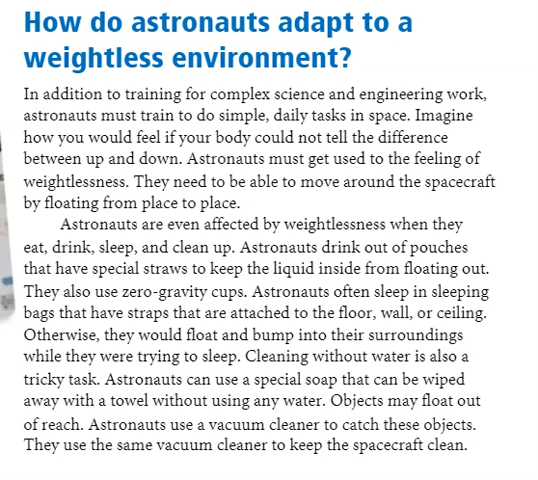 How do astronauts adapt to a
weightless environment?
In addition to training for complex science and engineering work,
astronauts must train to do simple, daily tasks in space. Imagine
how you would feel if your body could not tell the difference
between up and down. Astronauts must get used to the feeling of
weightlessness. They need to be able to move around the spacecraft
by floating from place to place.
Astronauts are even affected by weightlessness when they
eat, drink, sleep, and clean up. Astronauts drink out of pouches
that have special straws to keep the liquid inside from floating out.
They also use zero-gravity cups. Astronauts often sleep in sleeping
bags that have straps that are attached to the floor, wall, or ceiling.
Otherwise, they would float and bump into their surroundings
while they were trying to sleep. Cleaning without water is also a
tricky task. Astronauts can use a special soap that can be wiped
away with a towel without using any water. Objects may float out
of reach. Astronauts use a vacuum cleaner to catch these objects.
They use the same vacuum cleaner to keep the spacecraft clean.